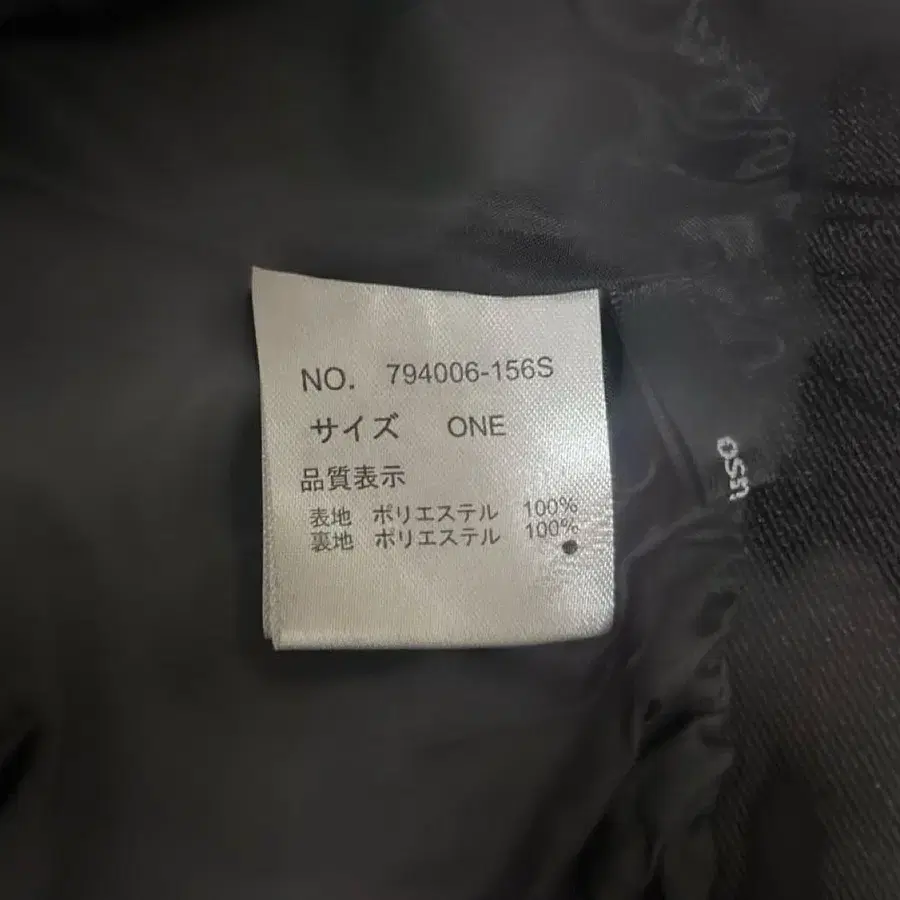 NO. 794006-156S
サイズ ONE
品質表示
表地 ポリエステル 100%
裏地 ポリエステル 100%